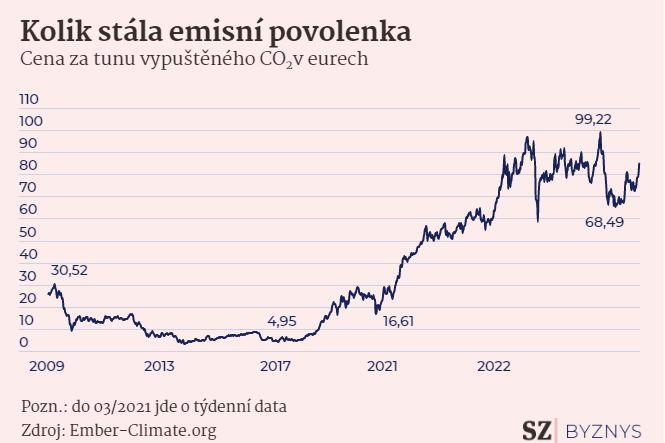 Kolik stála emisní povolenka
Cena za tunu vypuštěného CO₂v eurech
110
100
90
80
70
60
50
40
30
20
10
0
30,52
4,95
16,61
99,22
68,49
2009 2013 2017 2021 2022
Pozn.: do 03/2021 jde o týdenní data
Zdroj: Ember-Climate.org
SZ BYZNYS